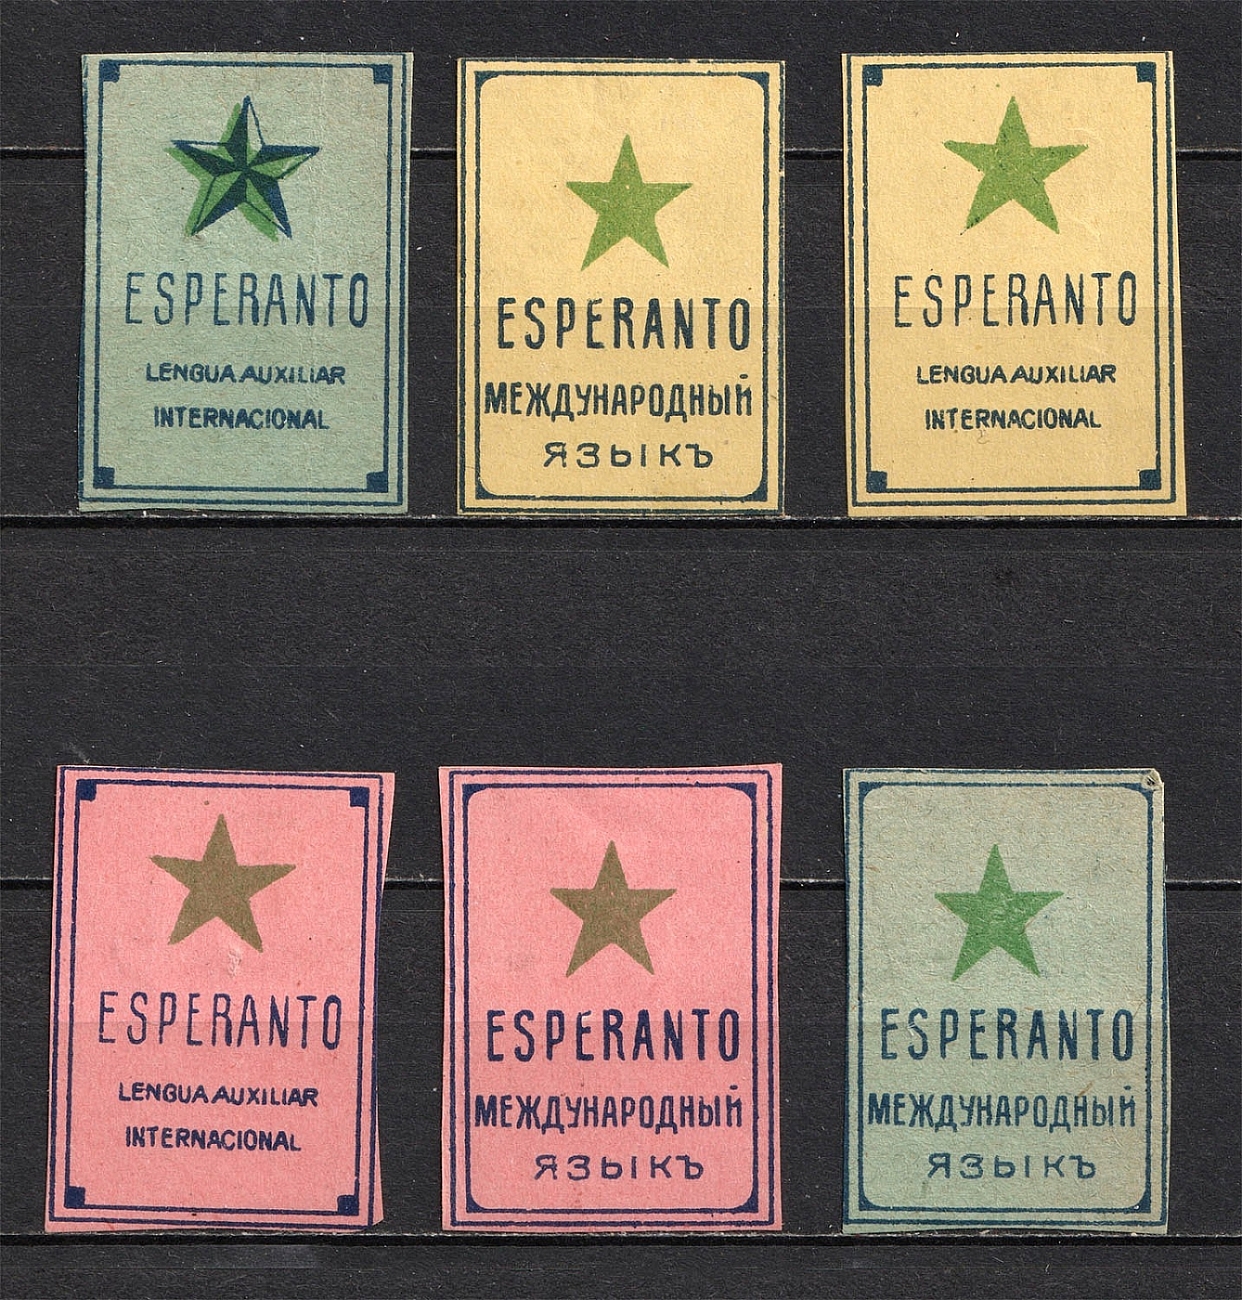 ESPERANTO
LENGUA AUXILIAR
INTERNACIONAL
ESPERANTO
МЕЖДУНАРОДНЫЙ
ЯЗЫКЪ
ESPERANTO
LENGUA AUXILIAR
INTERNACIONAL
ESPERANTO
LENGUA AUXILIAR
INTERNACIONAL
ESPERANTO
МЕЖДУНАРОДНЫЙ
ЯЗЫКЪ
ESPERANTO
МЕЖДУНАРОДНЫЙ
ЯЗЫКЪ